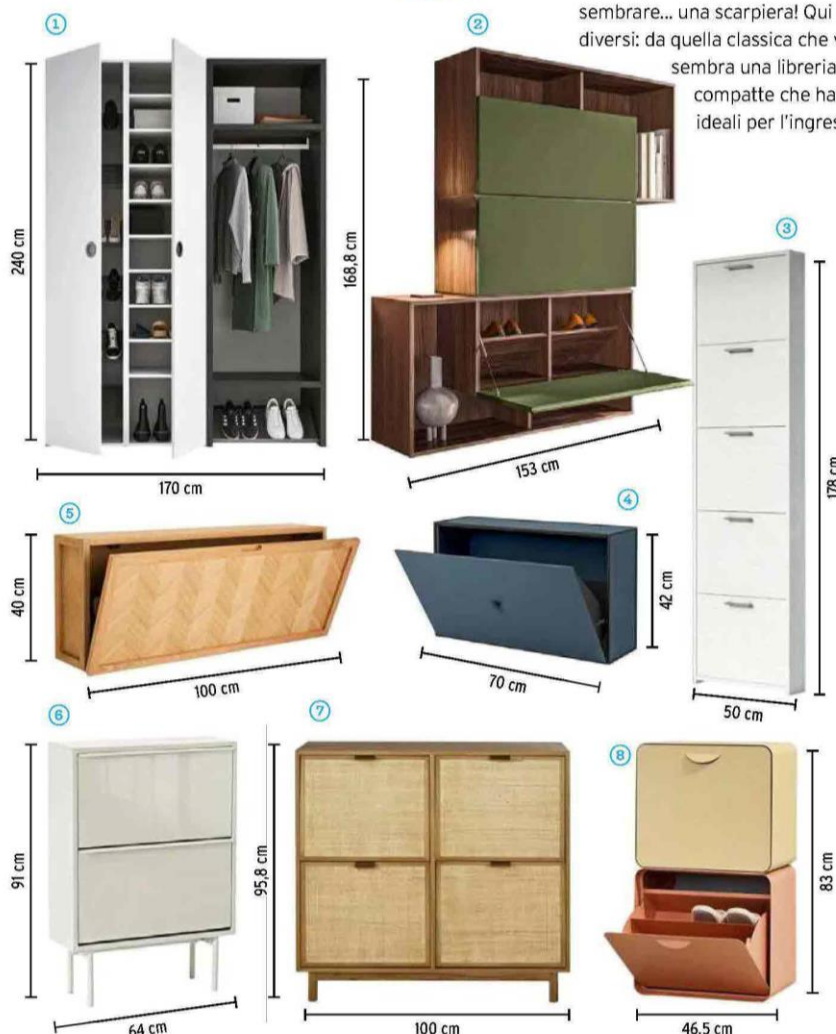 sembrare... una scarpiera! Qui
diversi: da quella classica che
sembra una libreria
compatte che ha
ideali per l'ingres
1
240 cm
170 cm
2
168,8 cm
153 cm
3
178 cm
50 cm
5
40 cm
100 cm
4
42 cm
70 cm
6
91 cm
64 cm
7
95,8 cm
100 cm
8
83 cm
46,5 cm